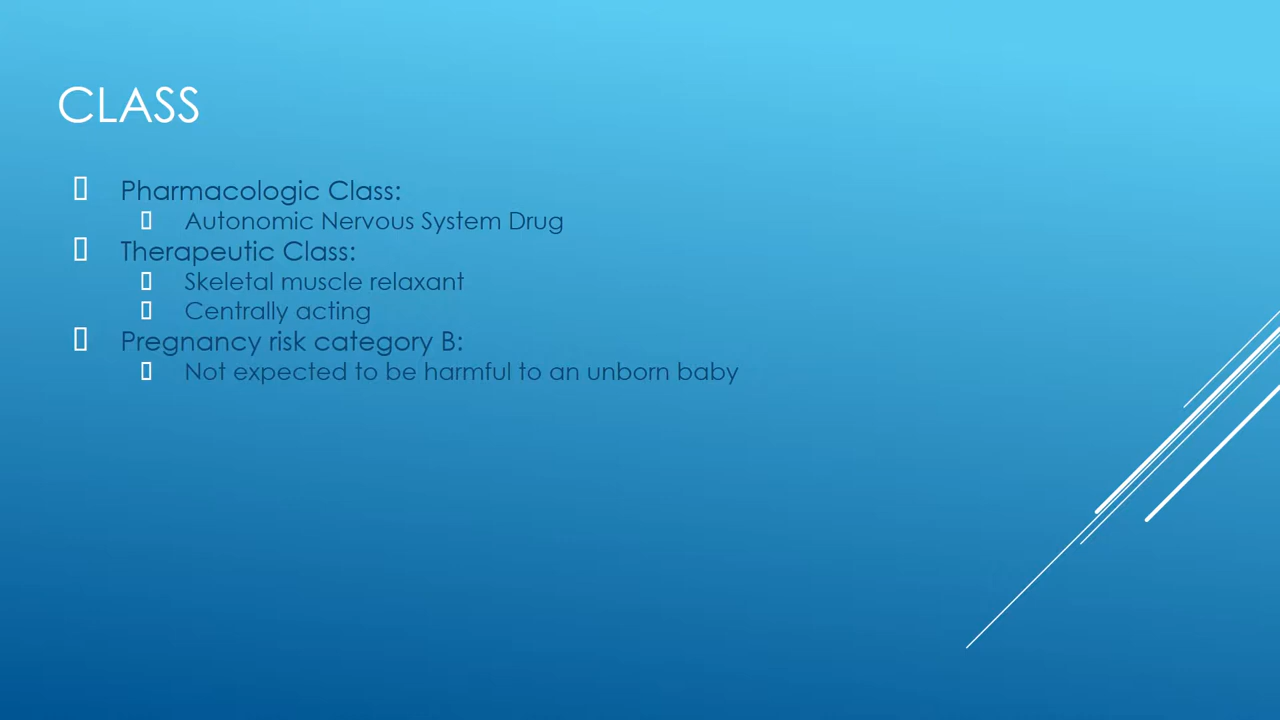 CLASS
Pharmacologic Class:
Autonomic Nervous System Drug
Therapeutic Class:
Skeletal muscle relaxant
Centrally acting
Pregnancy risk category B:
Not expected to be harmful to an unborn baby